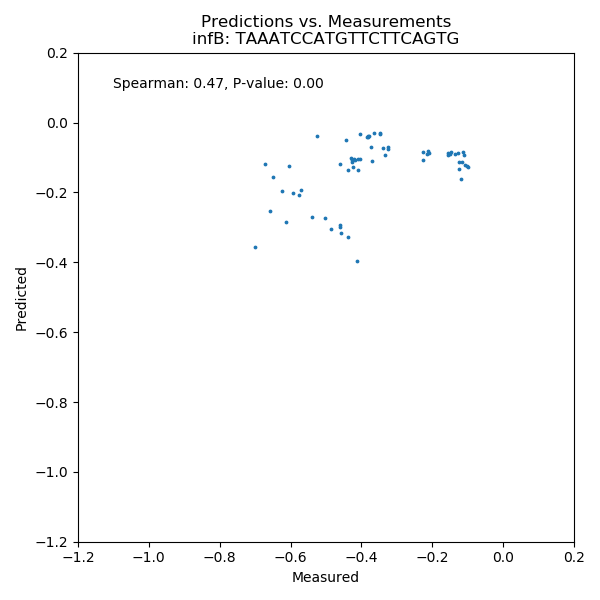 Predictions vs. Measurements
infB: TAAATCCATGTTCTTCAGTG
Spearman: 0.47, P-value: 0.00
Predicted
0.2
0.0
−0.2
−0.4
−0.6
−0.8
−1.0
−1.2
−1.2 −1.0 −0.8 −0.6 −0.4 −0.2 0.0 0.2
Measured